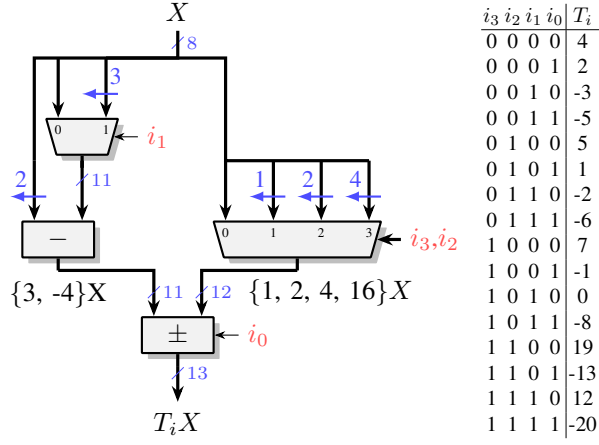 X
8
3
0 1
i₁
2
11
1
2
4
−
0 1 2 3
i₃,i₂
{3, -4}X
{1, 2, 4, 16}X
11
12
±
i₀
13
TᵢX
i₃ i₂ i₁ i₀ Tᵢ
0 0 0 0 4
0 0 0 1 2
0 0 1 0 -3
0 0 1 1 -5
0 1 0 0 5
0 1 0 1 1
0 1 1 0 -2
0 1 1 1 -6
1 0 0 0 7
1 0 0 1 -1
1 0 1 0 0
1 0 1 1 -8
1 1 0 0 19
1 1 0 1 -13
1 1 1 0 12
1 1 1 1 -20